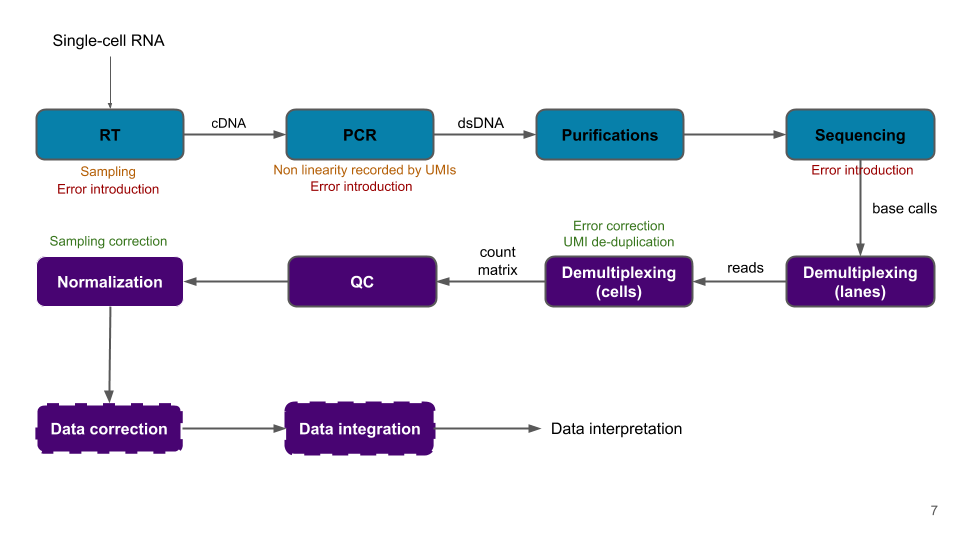 Single-cell RNA
RT
cDNA
PCR
dsDNA
Purifications
Sequencing
Sampling
Error introduction
Non linearity recorded by UMIs
Error introduction
Error introduction
base calls
Sampling correction
Error correction
UMI de-duplication
Normalization
QC
count
matrix
Demultiplexing
(cells)
reads
Demultiplexing
(lanes)
Data correction
Data integration
Data interpretation
7